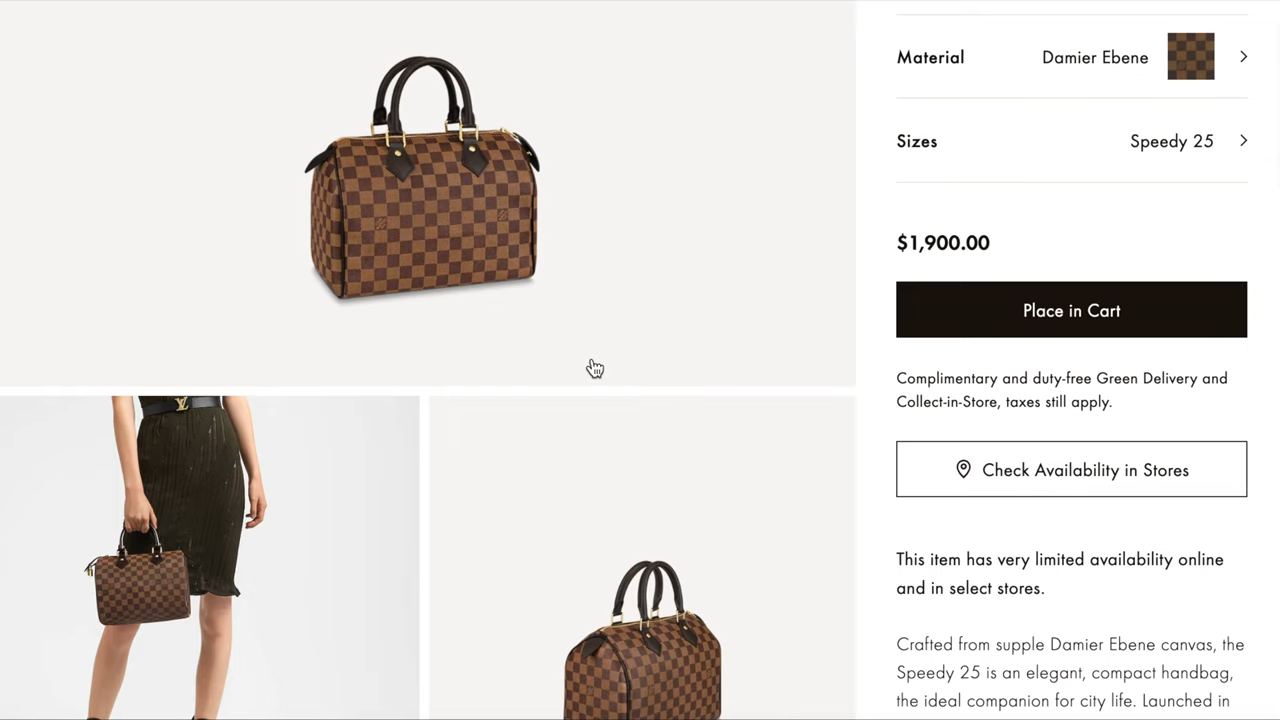 Material
Damier Ebene
Sizes
Speedy 25
$1,900.00
Place in Cart
Complimentary and duty-free Green Delivery and
Collect-in-Store, taxes still apply.
Check Availability in Stores
This item has very limited availability online
and in select stores.
Crafted from supple Damier Ebene canvas, the
Speedy 25 is an elegant, compact handbag,
the ideal companion for city life. Launched in